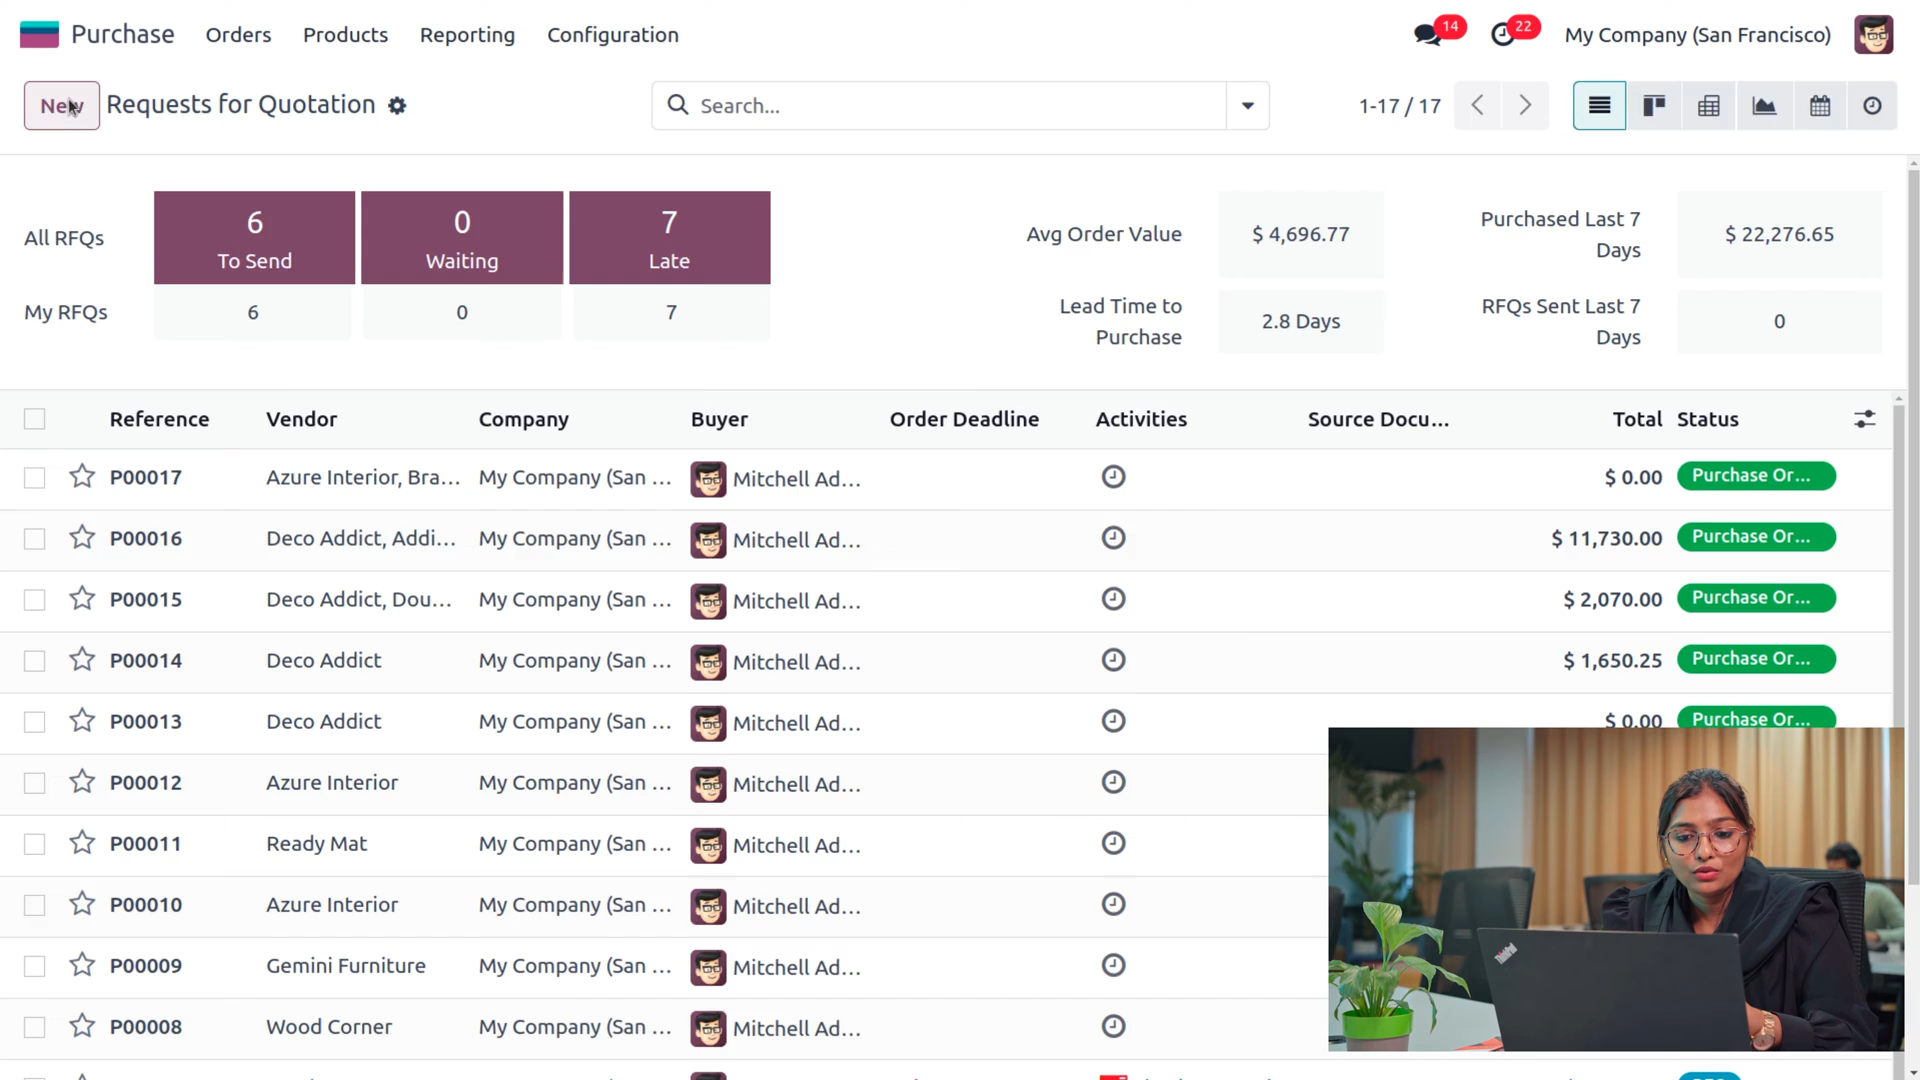 Purchase Orders Products Reporting Configuration 14 22 My Company (San Francisco)
New Requests for Quotation Search... 1-17 / 17
All RFQs 6 To Send 0 Waiting 7 Late
My RFQs 6 0 7
Avg Order Value $ 4,696.77 Purchased Last 7 Days $ 22,276.65
Lead Time to Purchase 2.8 Days RFQs Sent Last 7 Days 0
Reference Vendor Company Buyer Order Deadline Activities Source Docu... Total Status
P00017 Azure Interior, Bra... My Company (San ... Mitchell Ad... $ 0.00 Purchase Or...
P00016 Deco Addict, Addi... My Company (San ... Mitchell Ad... $ 11,730.00 Purchase Or...
P00015 Deco Addict, Dou... My Company (San ... Mitchell Ad... $ 2,070.00 Purchase Or...
P00014 Deco Addict My Company (San ... Mitchell Ad... $ 1,650.25 Purchase Or...
P00013 Deco Addict My Company (San ... Mitchell Ad... $ 0.00 Purchase Or...
P00012 Azure Interior My Company (San ... Mitchell Ad...
P00011 Ready Mat My Company (San ... Mitchell Ad...
P00010 Azure Interior My Company (San ... Mitchell Ad...
P00009 Gemini Furniture My Company (San ... Mitchell Ad...
P00008 Wood Corner My Company (San ... Mitchell Ad...
ThinkPad